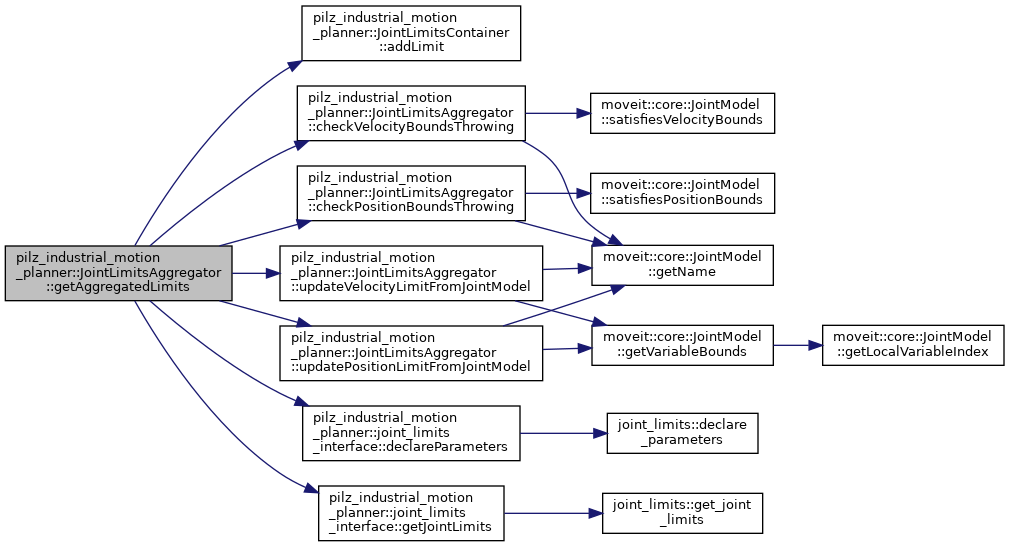 pilz_industrial_motion
_planner::JointLimitsAggregator
::getAggregatedLimits
pilz_industrial_motion
_planner::JointLimitsContainer
::addLimit
pilz_industrial_motion
_planner::JointLimitsAggregator
::checkVelocityBoundsThrowing
pilz_industrial_motion
_planner::JointLimitsAggregator
::checkPositionBoundsThrowing
pilz_industrial_motion
_planner::JointLimitsAggregator
::updateVelocityLimitFromJointModel
pilz_industrial_motion
_planner::JointLimitsAggregator
::updatePositionLimitFromJointModel
pilz_industrial_motion
_planner::joint_limits
_interface::declareParameters
pilz_industrial_motion
_planner::joint_limits
_interface::getJointLimits
moveit::core::JointModel
::satisfiesVelocityBounds
moveit::core::JointModel
::satisfiesPositionBounds
moveit::core::JointModel
::getName
moveit::core::JointModel
::getVariableBounds
joint_limits::declare
_parameters
joint_limits::get_joint
_limits
moveit::core::JointModel
::getLocalVariableIndex